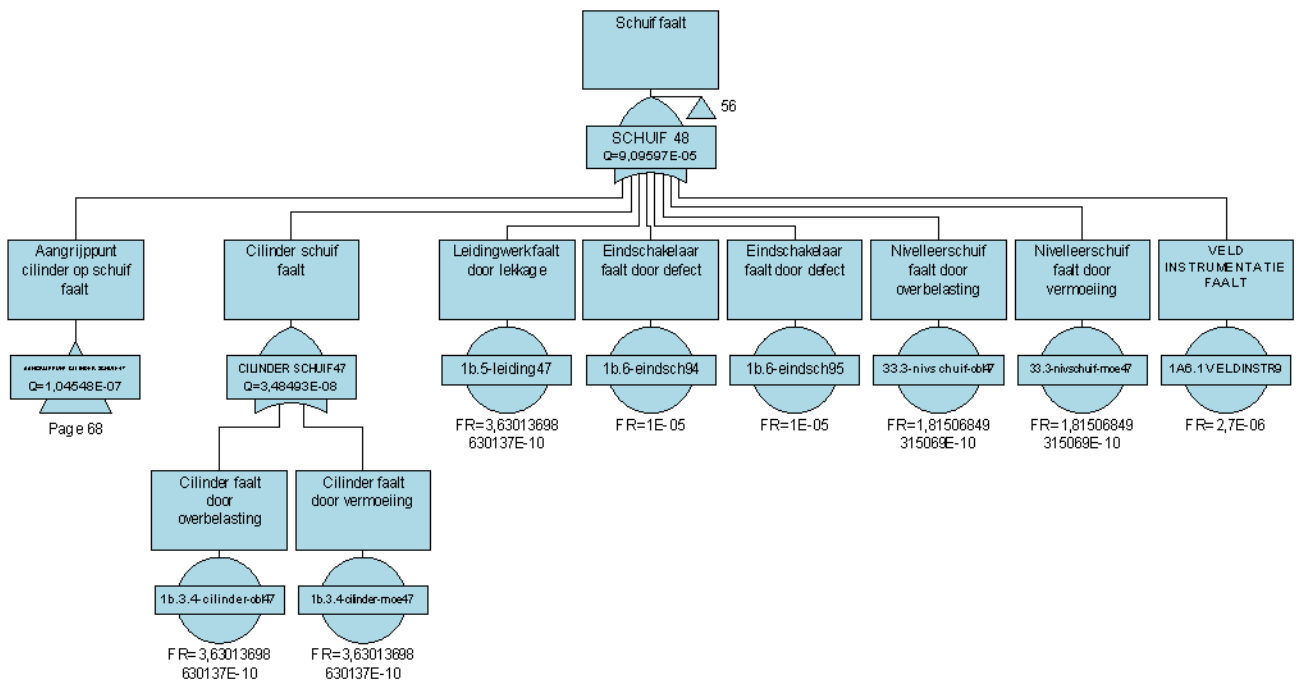 Schuif faalt
56
SCHUIF 48
Q=9,09597E-05
Aangrijppunt
cilinder op schuif
faalt
Cilinder schuif
faalt
Leidingwerkfaalt
door lekkage
Eindschakelaar
faalt door defect
Eindschakelaar
faalt door defect
Nivelleerschuif
faalt door
overbelasting
Nivelleerschuif
faalt door
vermoeiing
VELD
INSTRUMENTATIE
FAALT
AANGRIJPPUNT CILINDER SCHUIF47
Q=1,04548E-07
Page 68
CILINDER SCHUIF47
Q=3,48493E-08
1b.5-leiding47
FR=3,63013698
630137E-10
1b.6-eindsch94
FR=1E-05
1b.6-eindsch95
FR=1E-05
33.3-nivschuif-obl47
FR=1,81506849
315069E-10
33.3-nivschuif-moe47
FR=1,81506849
315069E-10
1A6.1VELDINSTR9
FR=2,7E-06
Cilinder faalt
door
overbelasting
Cilinder faalt
door vermoeiing
1b.3.4-cilinder-obl47
FR=3,63013698
630137E-10
1b.3.4-cilinder-moe47
FR=3,63013698
630137E-10